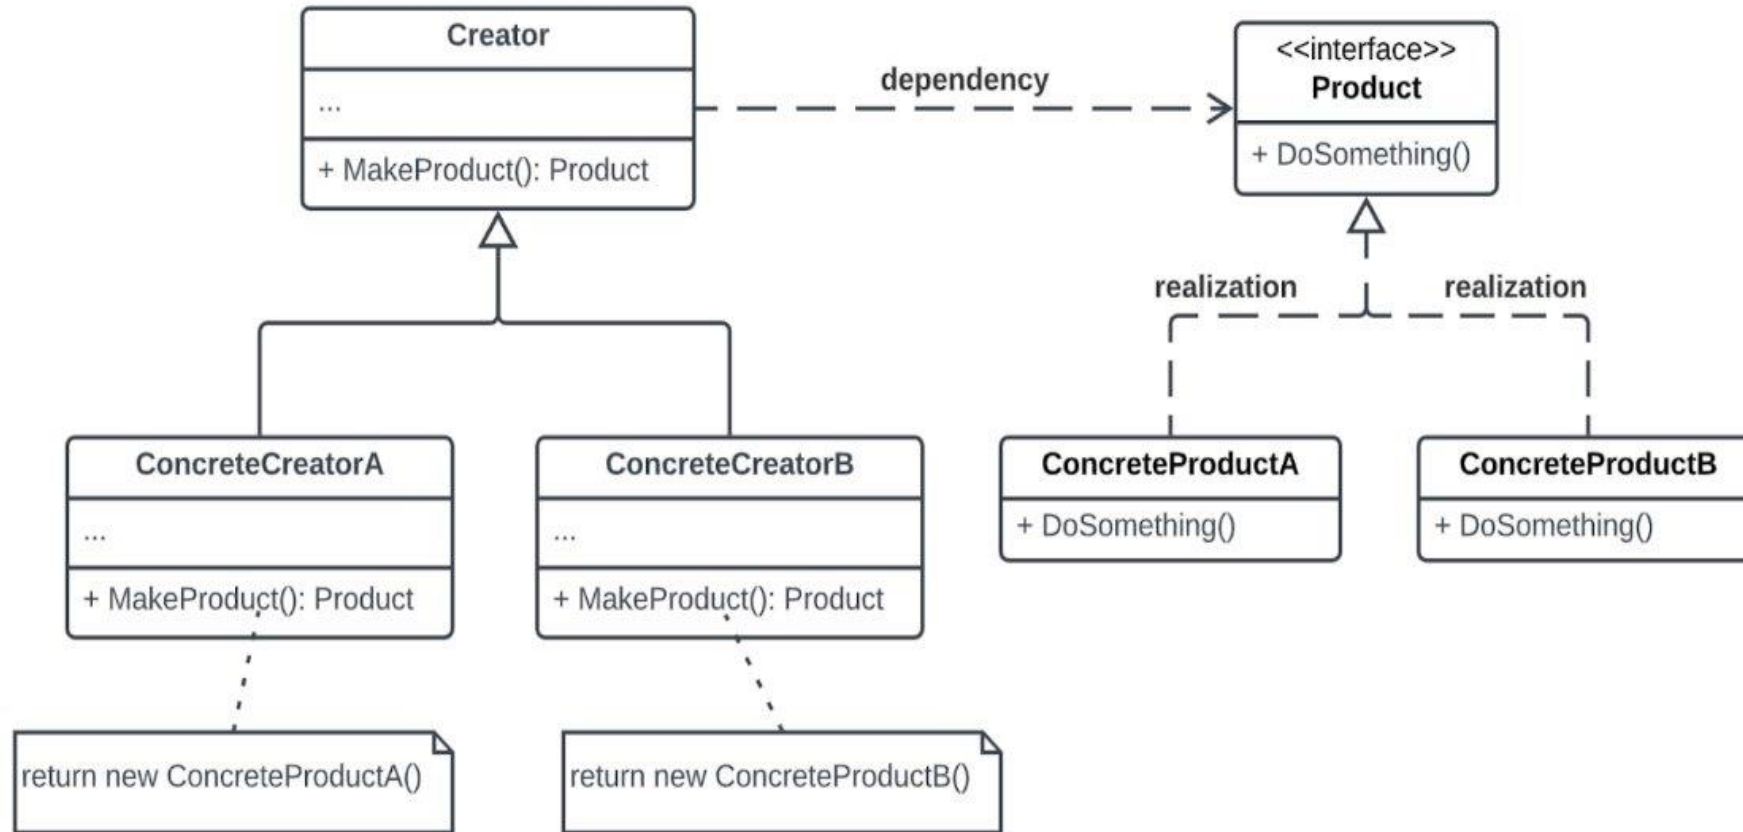 Creator
...
+ MakeProduct(): Product
dependency
<<interface>>
Product
+ DoSomething()
realization
realization
ConcreteCreatorA
...
+ MakeProduct(): Product
ConcreteCreatorB
...
+ MakeProduct(): Product
ConcreteProductA
+ DoSomething()
ConcreteProductB
+ DoSomething()
return new ConcreteProductA()
return new ConcreteProductB()